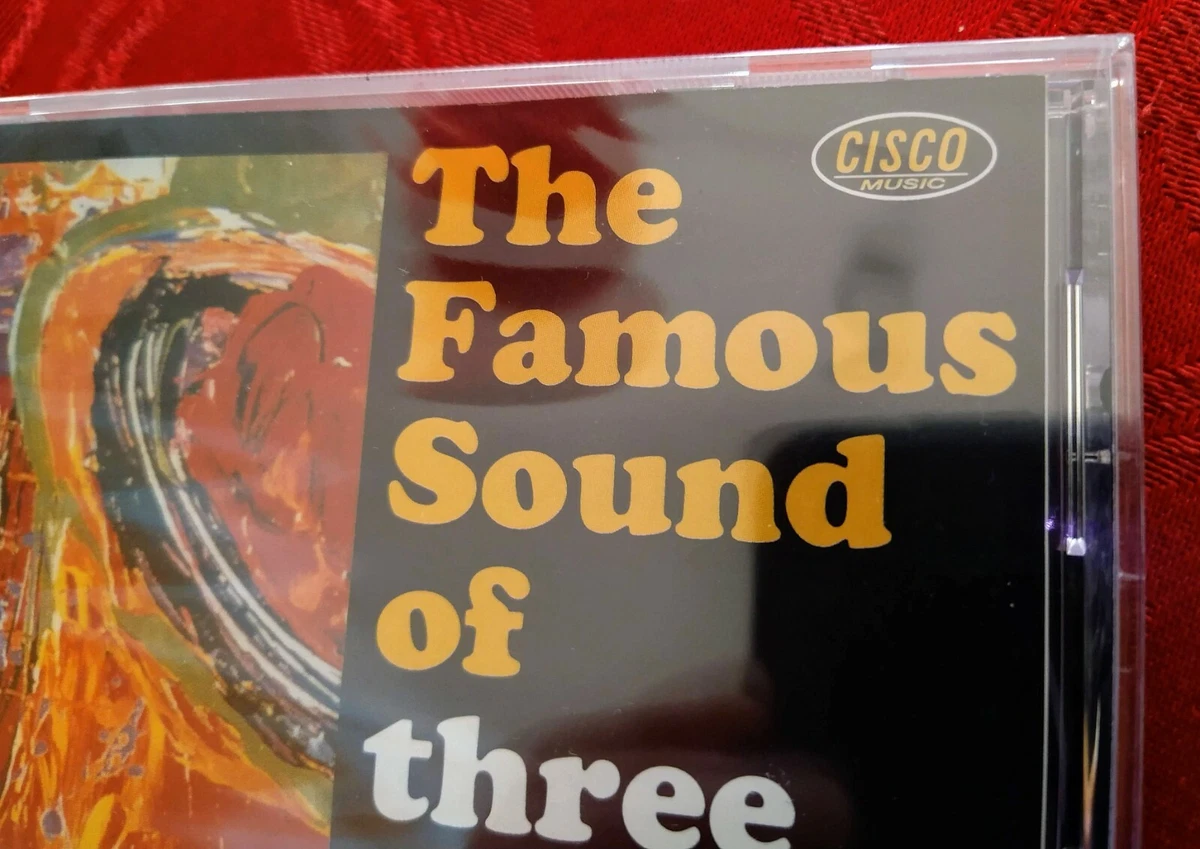 CISCO
MUSIC
The
Famous
Sound
of
three